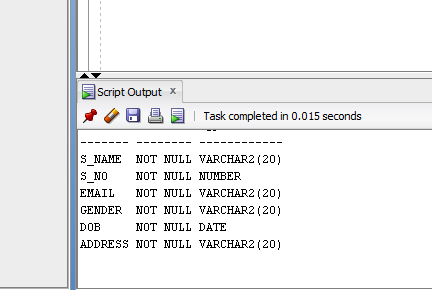 Script Output x
Task completed in 0.015 seconds
------- -------- ------------
S_NAME NOT NULL VARCHAR2(20)
S_NO NOT NULL NUMBER
EMAIL NOT NULL VARCHAR2(20)
GENDER NOT NULL VARCHAR2(20)
DOB NOT NULL DATE
ADDRESS NOT NULL VARCHAR2(20)